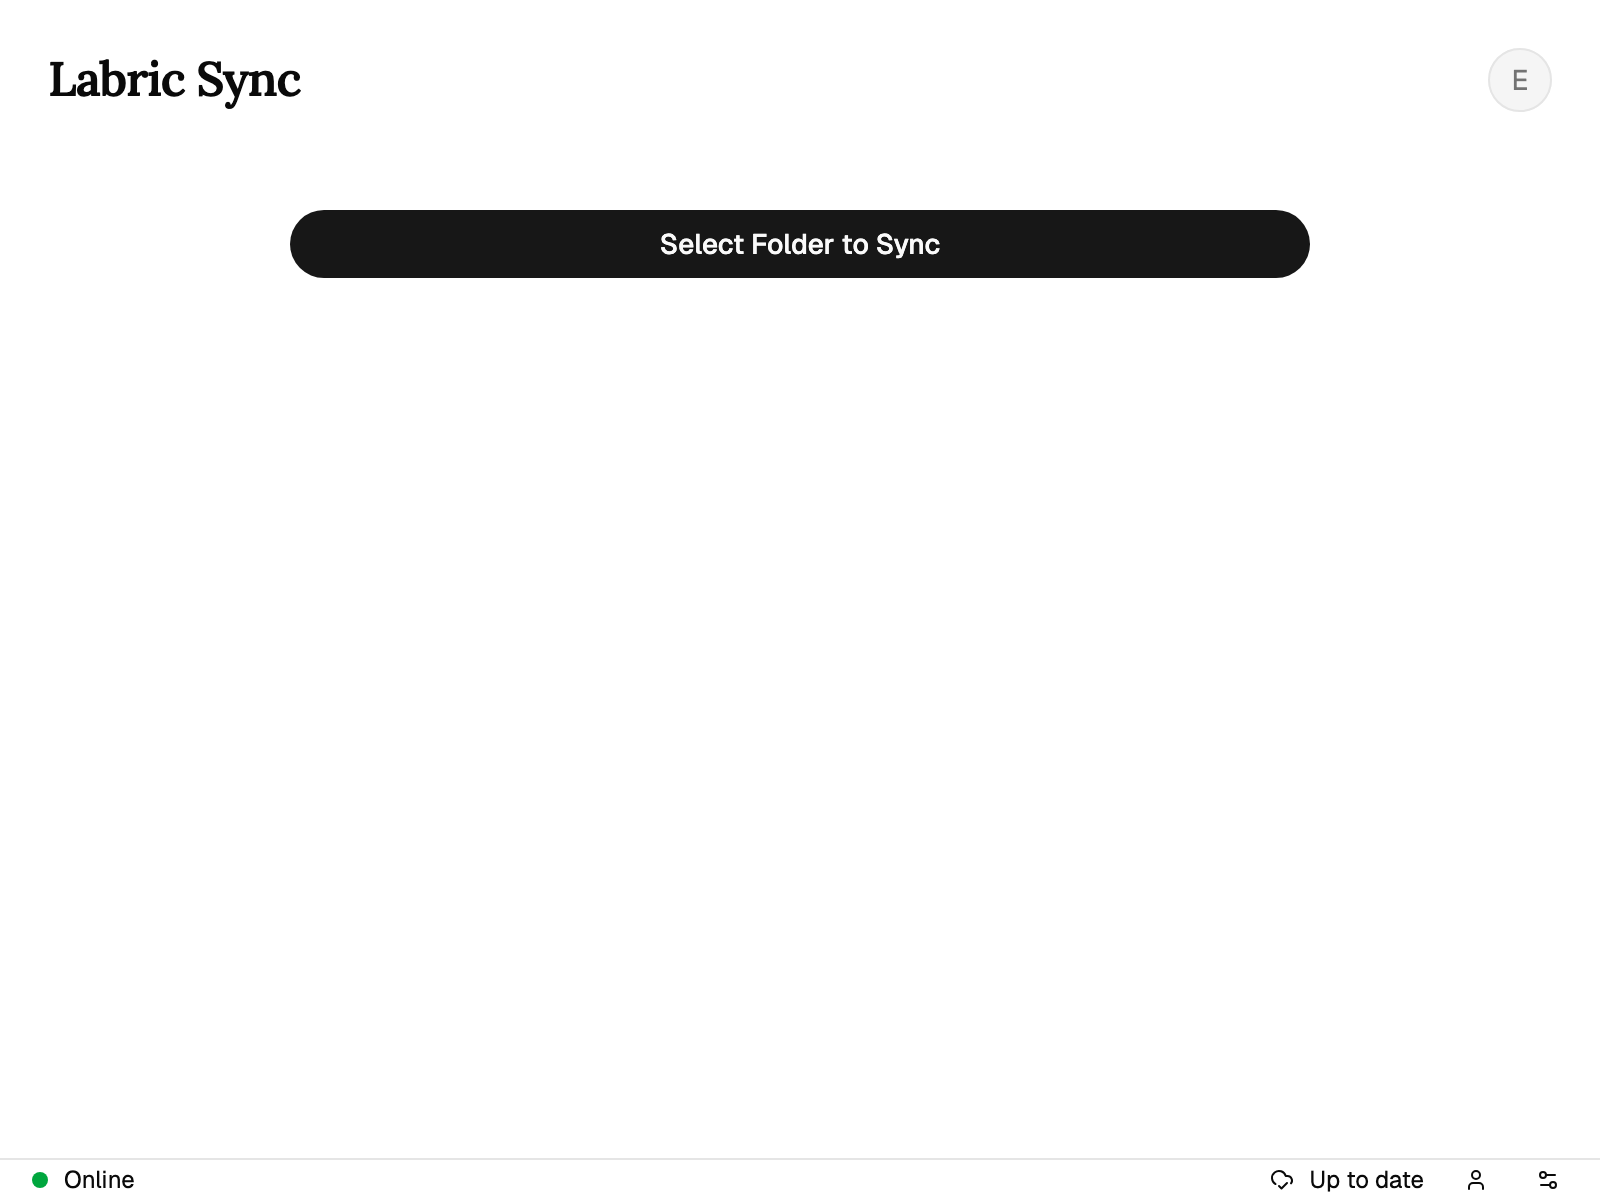 Labric Sync
E
Select Folder to Sync
Online
Up to date